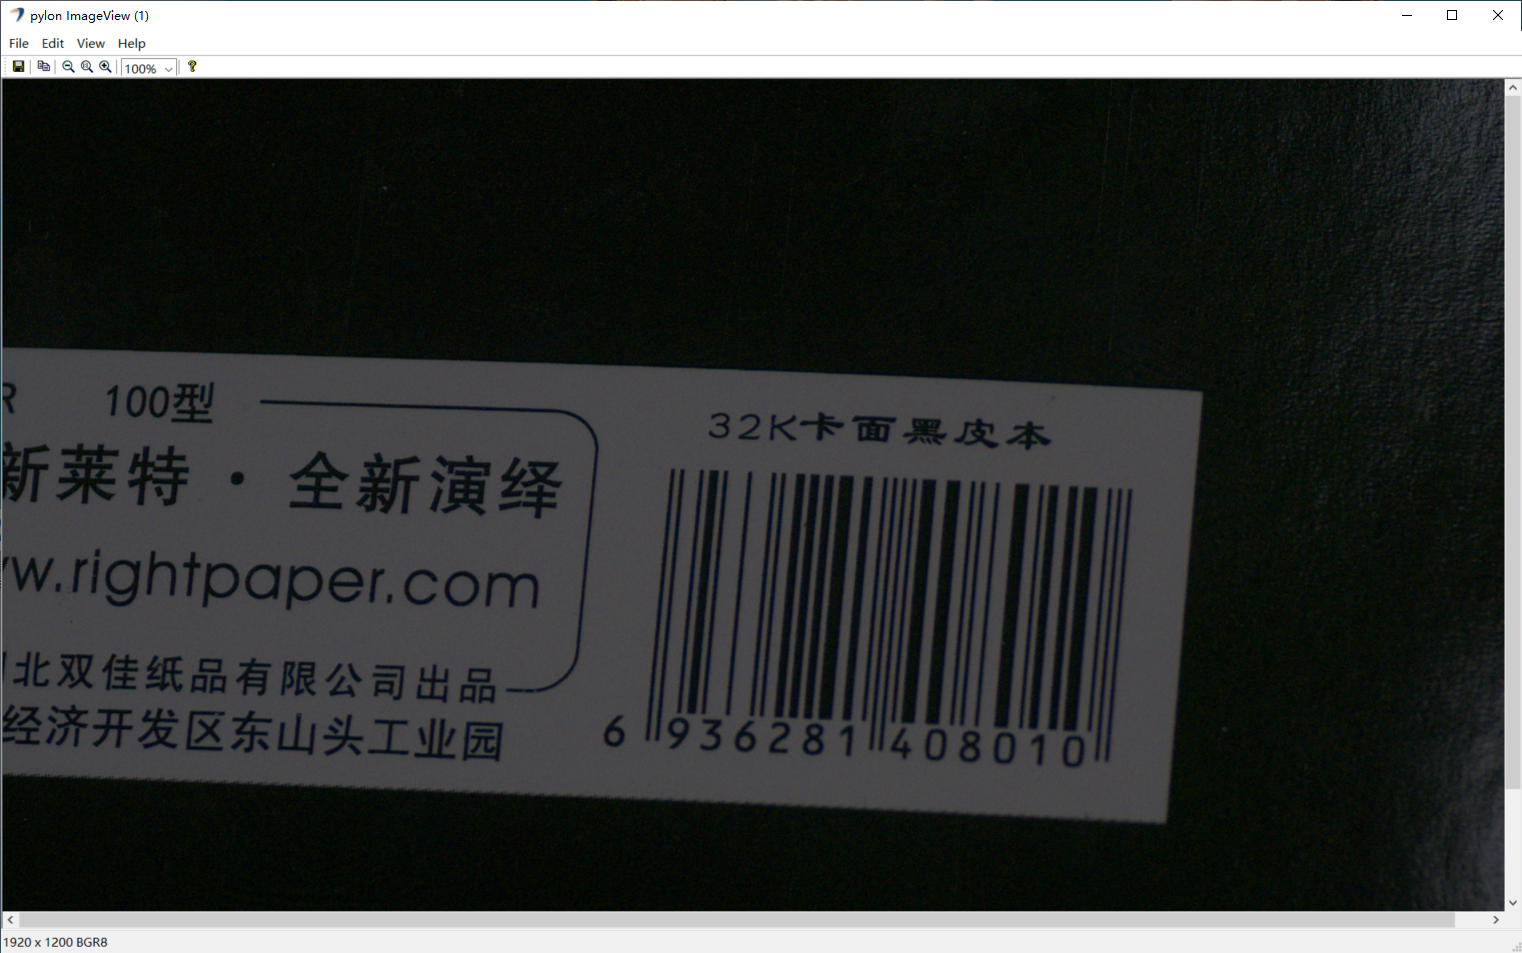 pylon ImageView (1)
File Edit View Help
100%
R 100型
新莱特·全新演绎
w.rightpaper.com
北双佳纸品有限公司出品
经济开发区东山头工业园
32K卡面黑皮本
6 936281 408010
1920 x 1200 BGR8